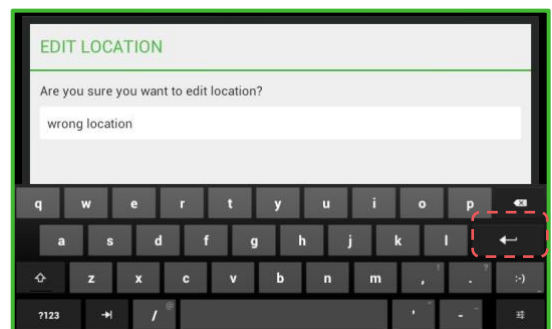 EDIT LOCATION
Are you sure you want to edit location?
wrong location
q w e r t y u i o p
a s d f g h j k l
z x c v b n m , ! . ?
:-)
?123 / @ ' " - _